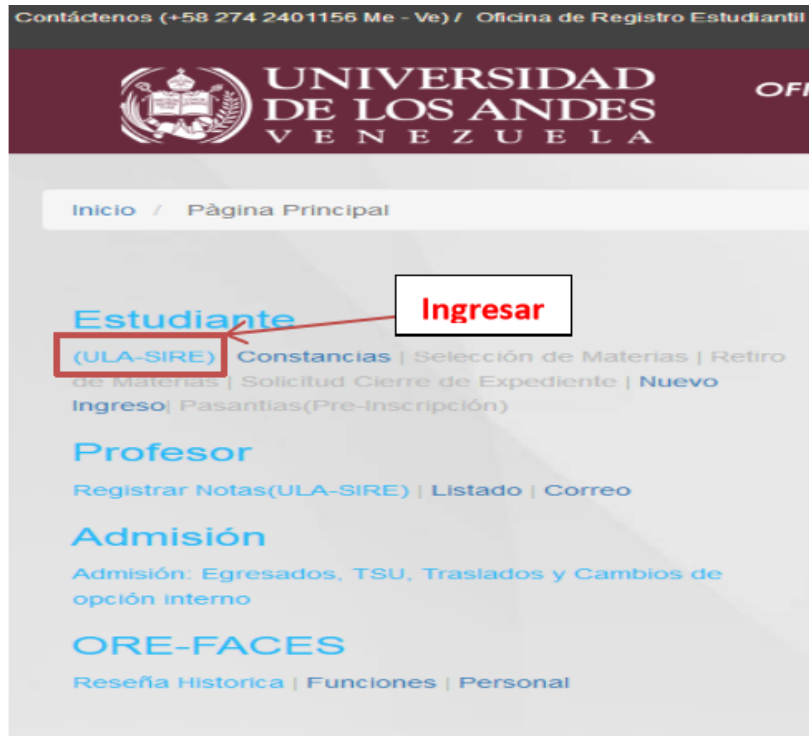 Contáctenos (+58 274 2401156 Me - Ve) / Oficina de Registro Estudiantil
UNIVERSIDAD
DE LOS ANDES
VENEZUELA
Inicio / Pàgina Principal
Ingresar
Estudiante
(ULA-SIRE) | Constancias | Selección de Materias | Retiro
de Materias | Solicitud Cierre de Expediente | Nuevo
Ingreso| Pasantias(Pre-Inscripción)
Profesor
Registrar Notas(ULA-SIRE) | Listado | Correo
Admisión
Admisión: Egresados, TSU, Traslados y Cambios de
opción interno
ORE-FACES
Reseña Historica | Funciones | Personal